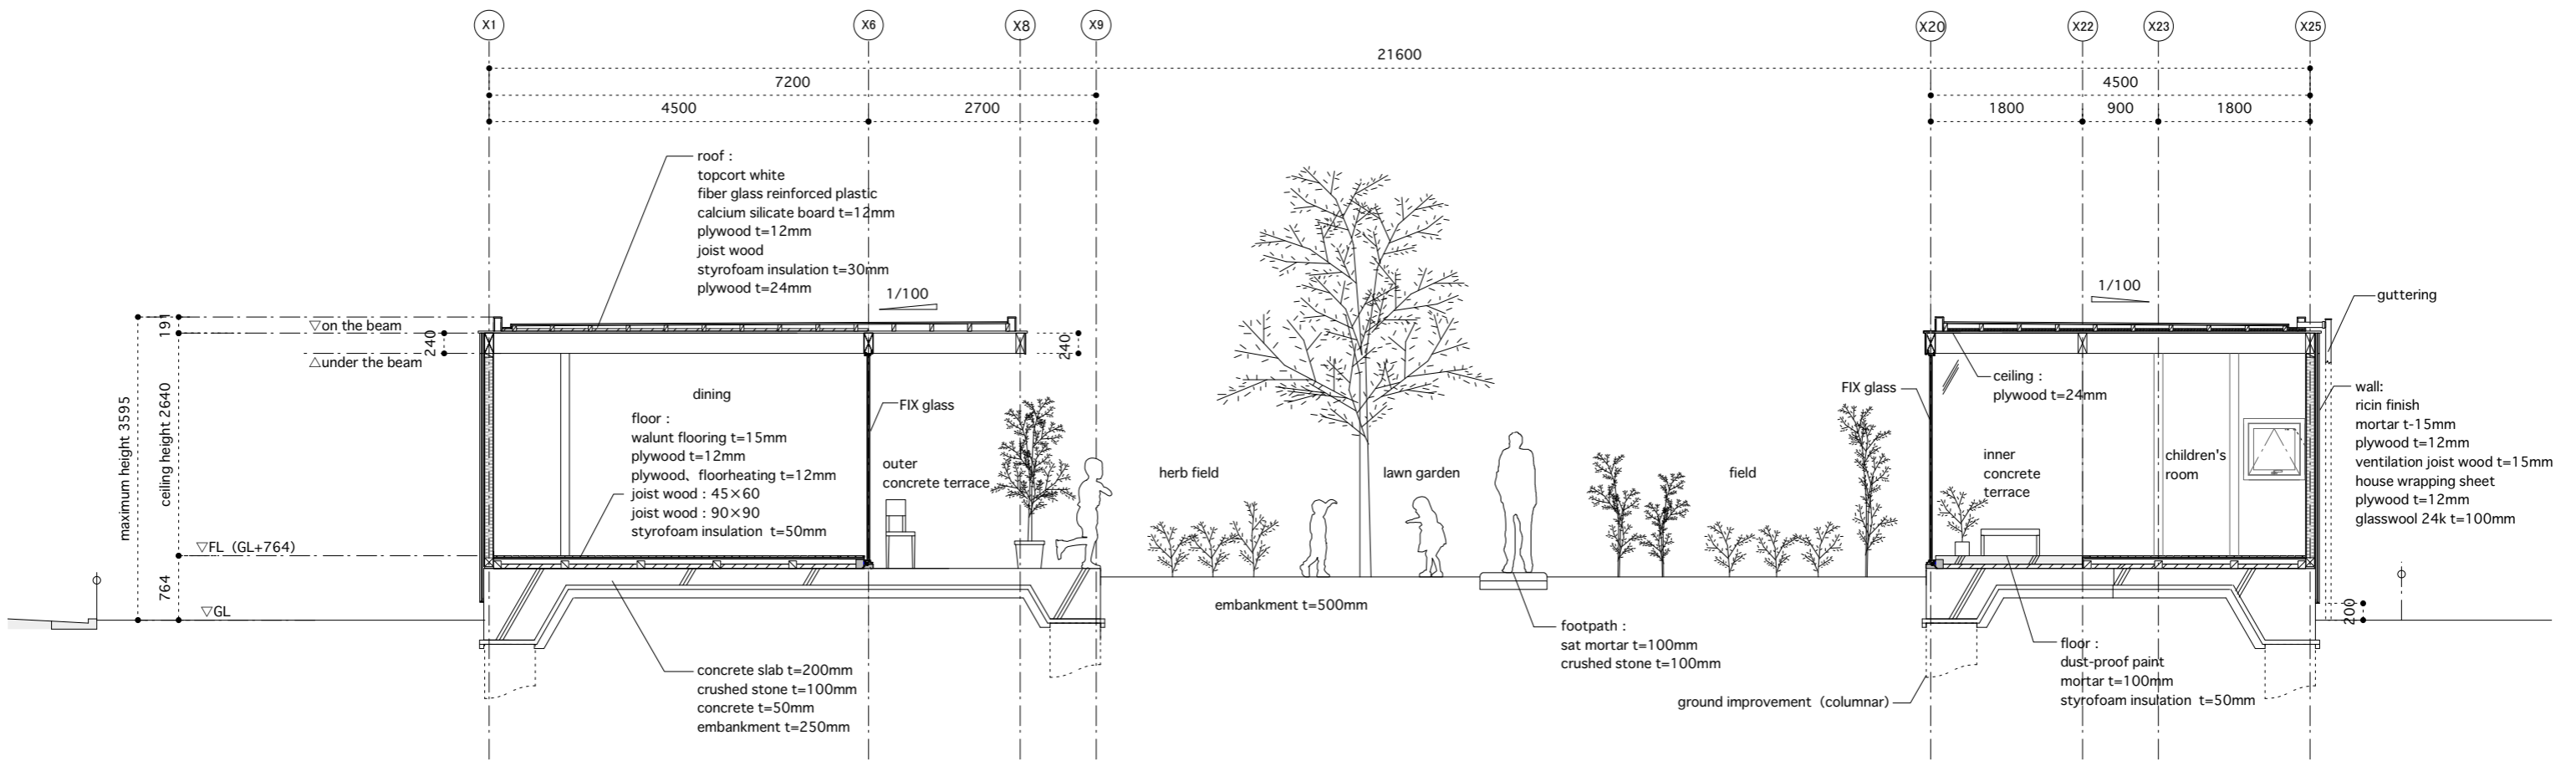 X1
X6
X8
X9
X20
X22
X23
X25
21600
7200
4500
4500
2700
1800
900
1800
roof :
topcort white
fiber glass reinforced plastic
calcium silicate board t=12mm
plywood t=12mm
joist wood
styrofoam insulation t=30mm
plywood t=24mm
1/100
1/100
guttering
191
▽on the beam
240
△under the beam
240
maximum height 3595
ceiling height 2640
dining
floor :
walunt flooring t=15mm
plywood t=12mm
plywood、floorheating t=12mm
joist wood : 45×60
joist wood : 90×90
styrofoam insulation t=50mm
FIX glass
outer
concrete terrace
herb field
lawn garden
field
FIX glass
ceiling :
plywood t=24mm
inner
concrete
terrace
children's
room
wall:
ricin finish
mortar t-15mm
plywood t=12mm
ventilation joist wood t=15mm
house wrapping sheet
plywood t=12mm
glasswool 24k t=100mm
▽FL（GL+764）
764
▽GL
embankment t=500mm
200
footpath :
sat mortar t=100mm
crushed stone t=100mm
floor :
dust-proof paint
mortar t=100mm
styrofoam insulation t=50mm
concrete slab t=200mm
crushed stone t=100mm
concrete t=50mm
embankment t=250mm
ground improvement（columnar）